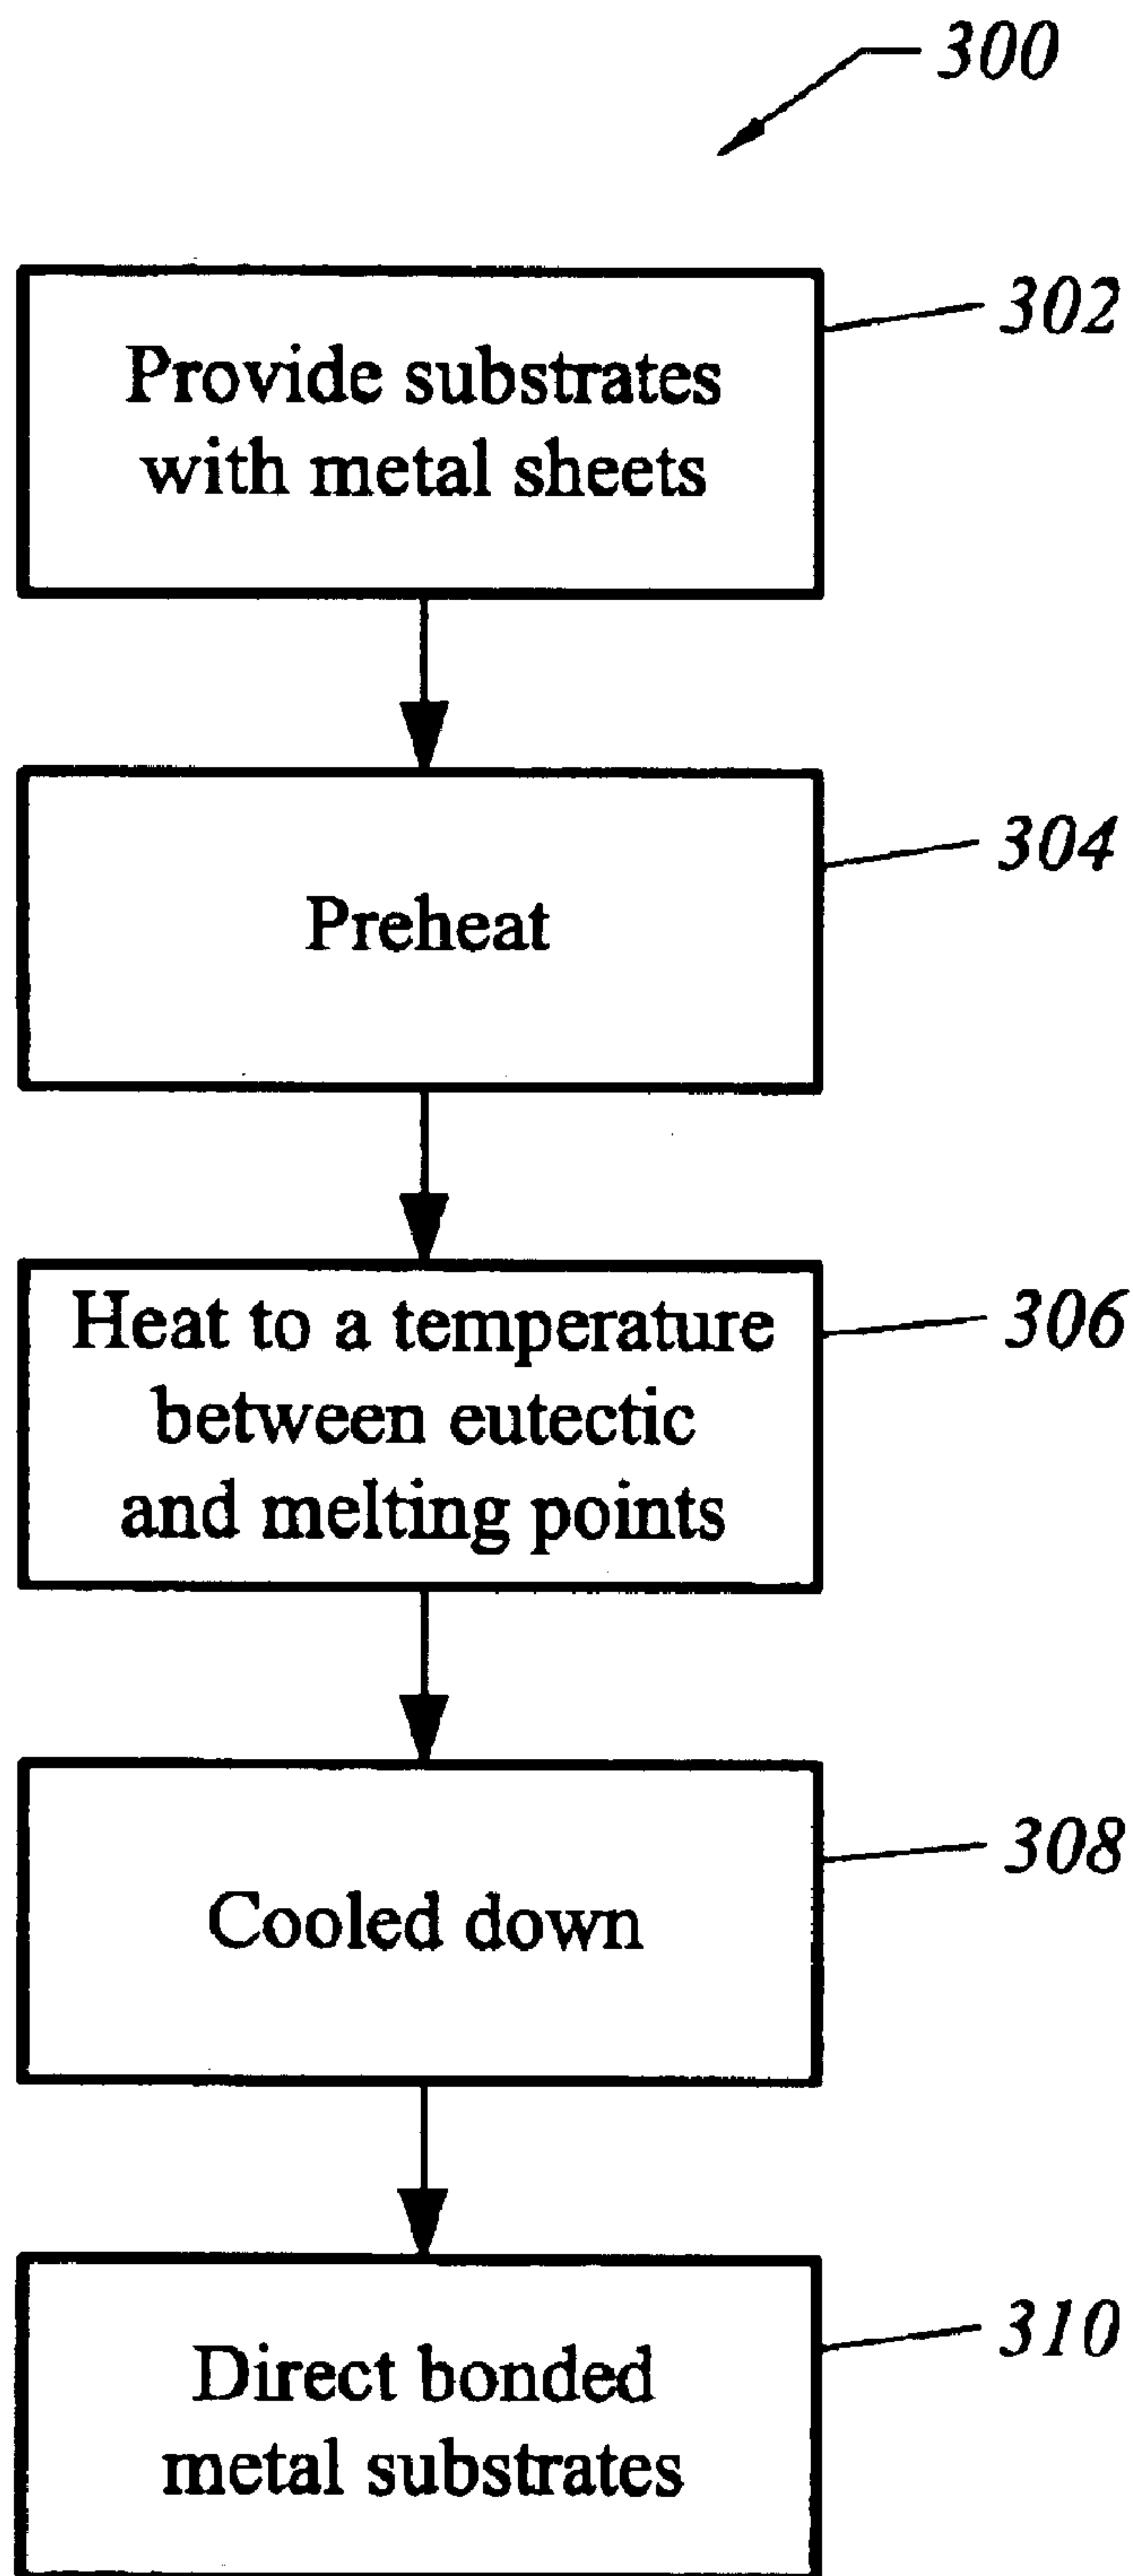 300
302
Provide substrates
with metal sheets
304
Preheat
306
Heat to a temperature
between eutectic
and melting points
308
Cooled down
310
Direct bonded
metal substrates